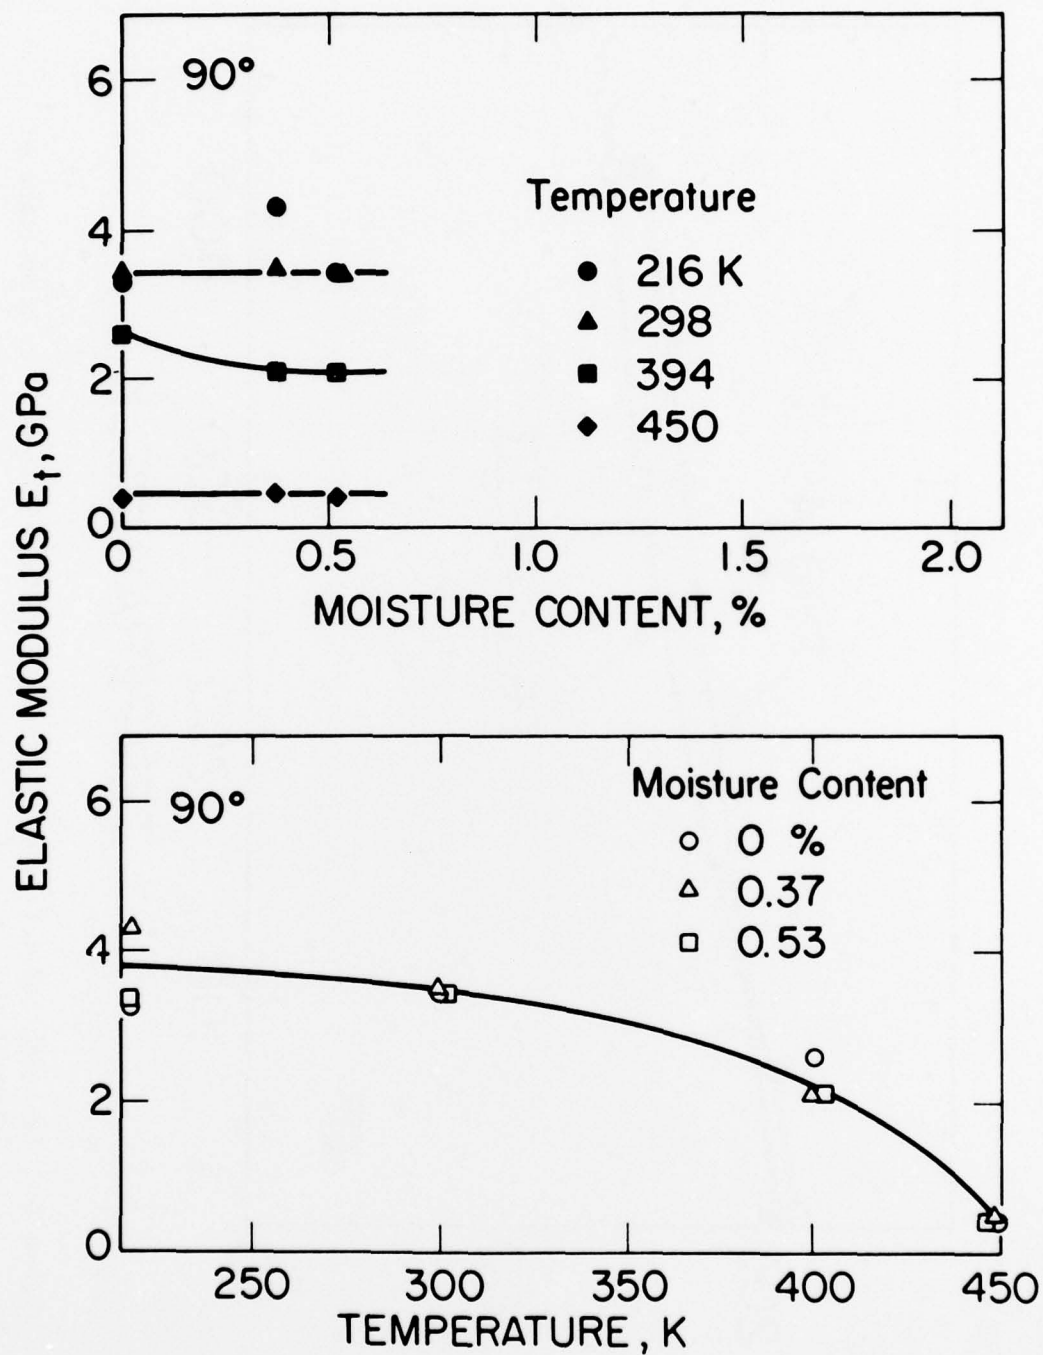 90°
6
4
2
0
Temperature
● 216 K
▲ 298
■ 394
◆ 450
0 0.5 1.0 1.5 2.0
MOISTURE CONTENT, %
ELASTIC MODULUS Et, GPa
90°
6
4
2
0
Moisture Content
○ 0 %
△ 0.37
□ 0.53
250 300 350 400 450
TEMPERATURE, K